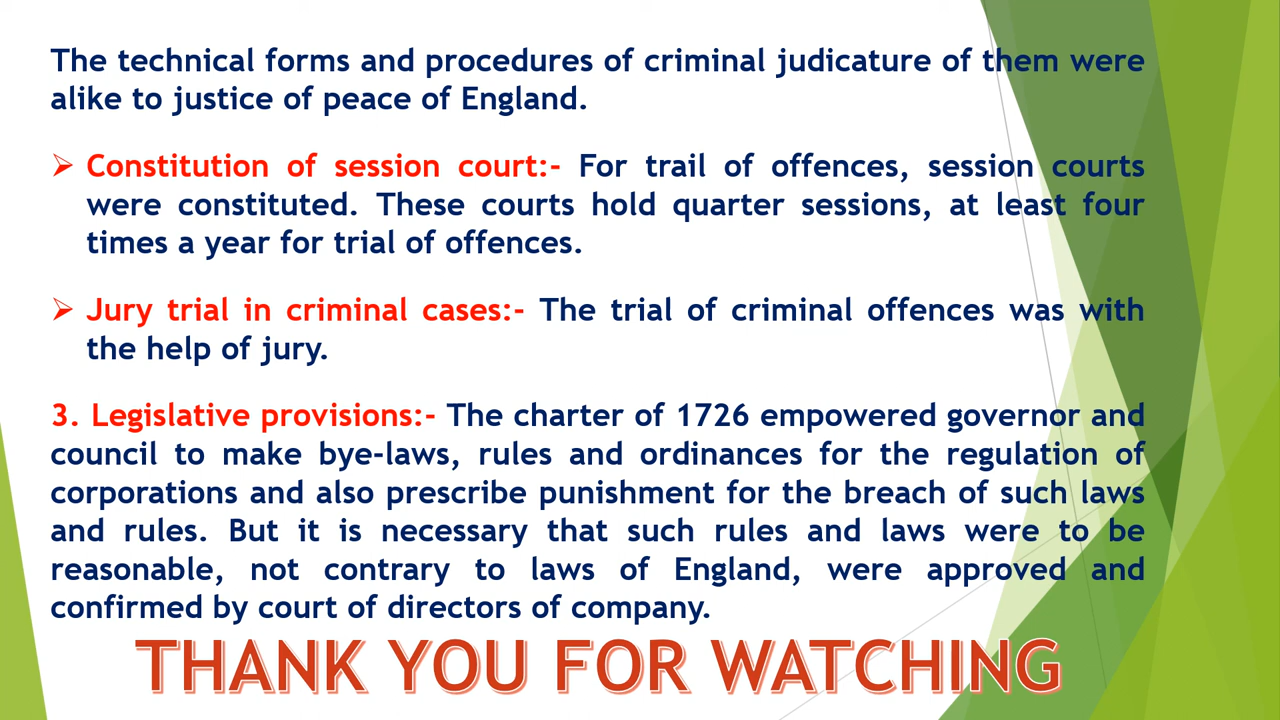 The technical forms and procedures of criminal judicature of them were
alike to justice of peace of England.
Constitution of session court:- For trail of offences, session courts
were constituted. These courts hold quarter sessions, at least four
times a year for trial of offences.
Jury trial in criminal cases:- The trial of criminal offences was with
the help of jury.
3. Legislative provisions:- The charter of 1726 empowered governor and
council to make bye-laws, rules and ordinances for the regulation of
corporations and also prescribe punishment for the breach of such laws
and rules. But it is necessary that such rules and laws were to be
reasonable, not contrary to laws of England, were approved and
confirmed by court of directors of company.
THANK YOU FOR WATCHING